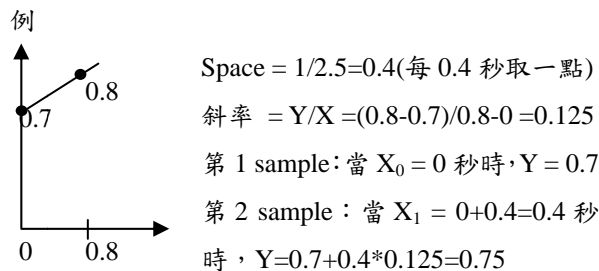 例
0.8
0.7
0
0.8
Space = 1/2.5=0.4(每 0.4 秒取一點)
斜率 =Y/X =(0.8-0.7)/0.8-0 =0.125
第 1 sample：當 X₀ = 0 秒時，Y = 0.7
第 2 sample：當 X₁ = 0+0.4=0.4 秒
時，Y=0.7+0.4*0.125=0.75